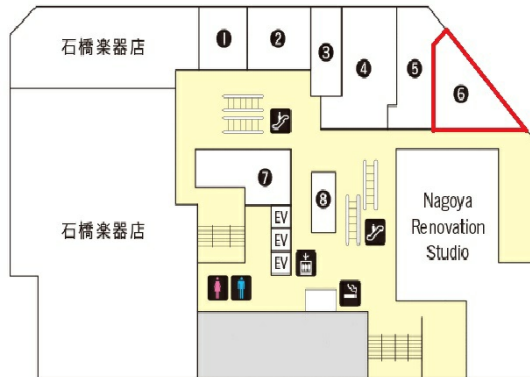 石橋楽器店
❶
❷
❸
❹
❺
❻
❼
❽
石橋楽器店
EV
EV
EV
Nagoya
Renovation
Studio